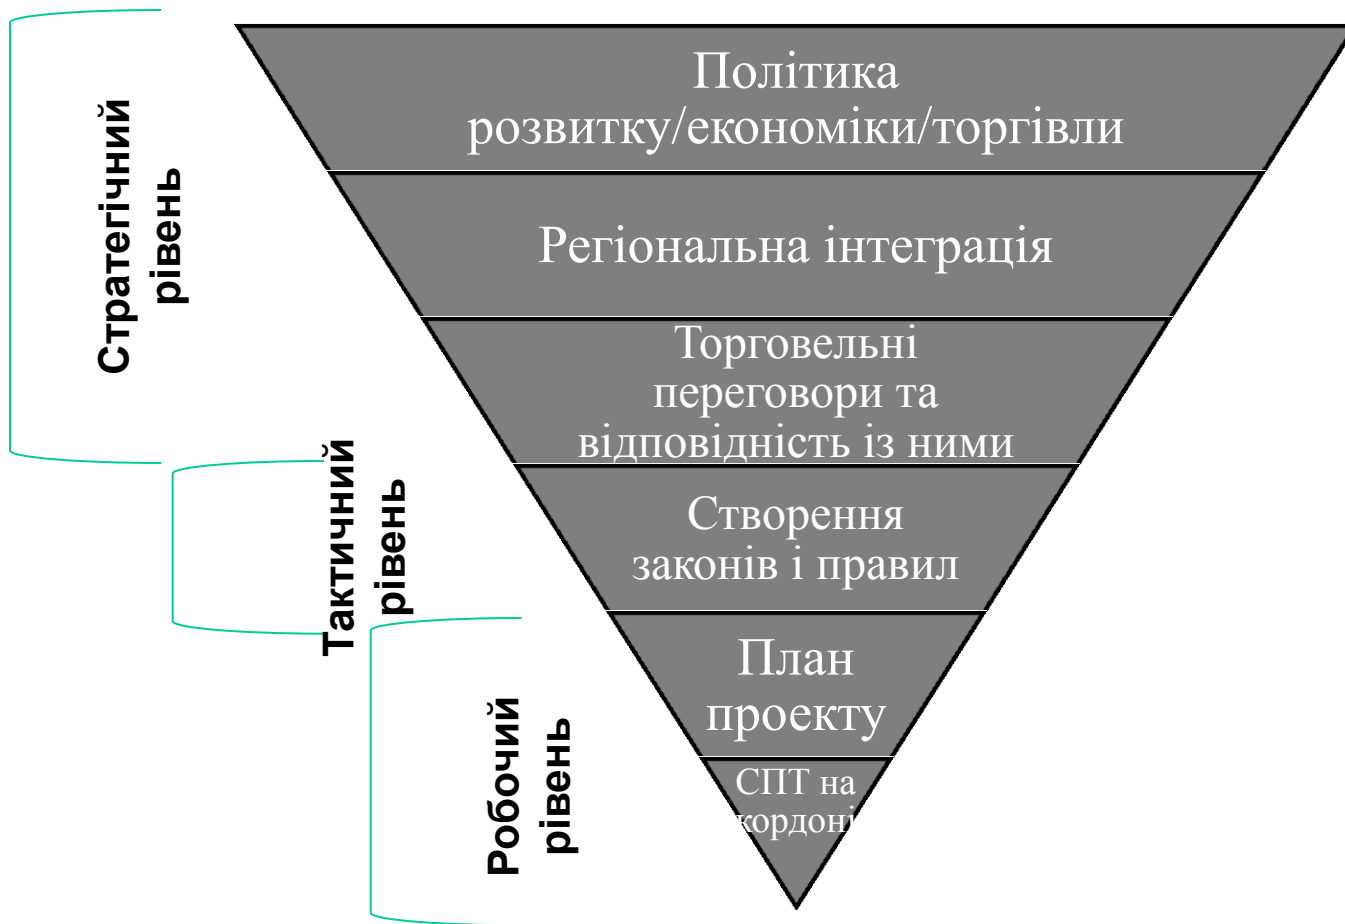 Стратегічний
рівень
Політика
розвитку/економіки/торгівли
Регіональна інтеграція
Торговельні
переговори та
відповідність із ними
Тактичний
рівень
Створення
законів і правил
Робочий
рівень
План
проекту
СПТ на
кордоні